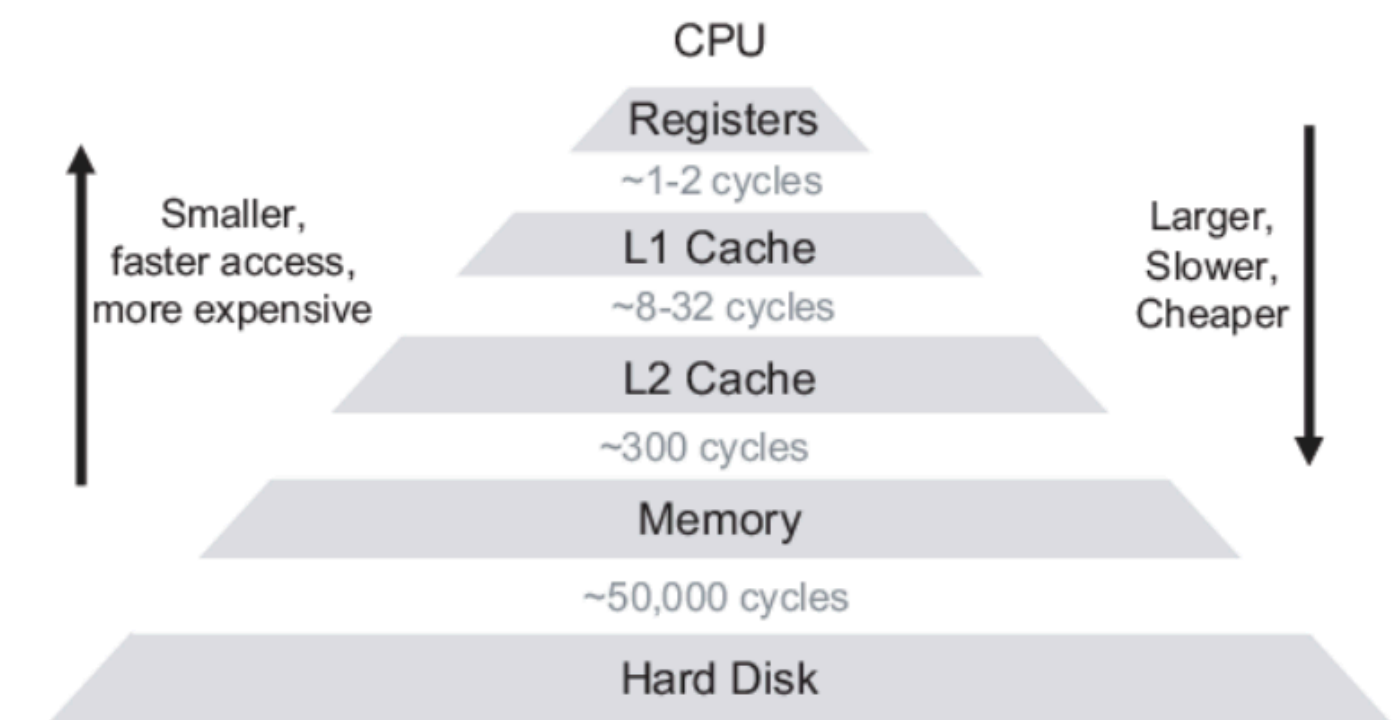 CPU
Registers
~1-2 cycles
Smaller,
faster access,
more expensive
Larger,
Slower,
Cheaper
L1 Cache
~8-32 cycles
L2 Cache
~300 cycles
Memory
~50,000 cycles
Hard Disk